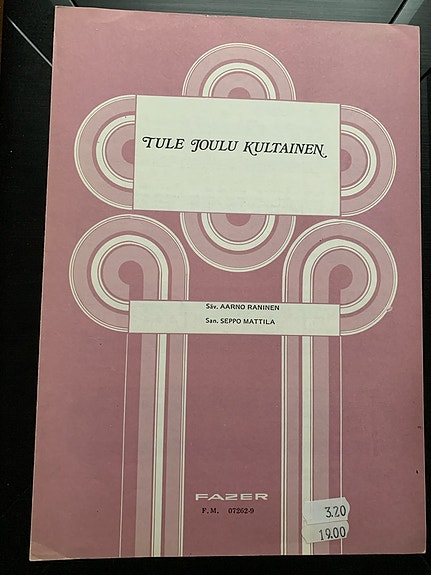 TULE JOULU KULTAINEN
Säv. AARNO RANINEN
San. SEPPO MATTILA
FAZER
F.M. 07262-9
3.20
19.00